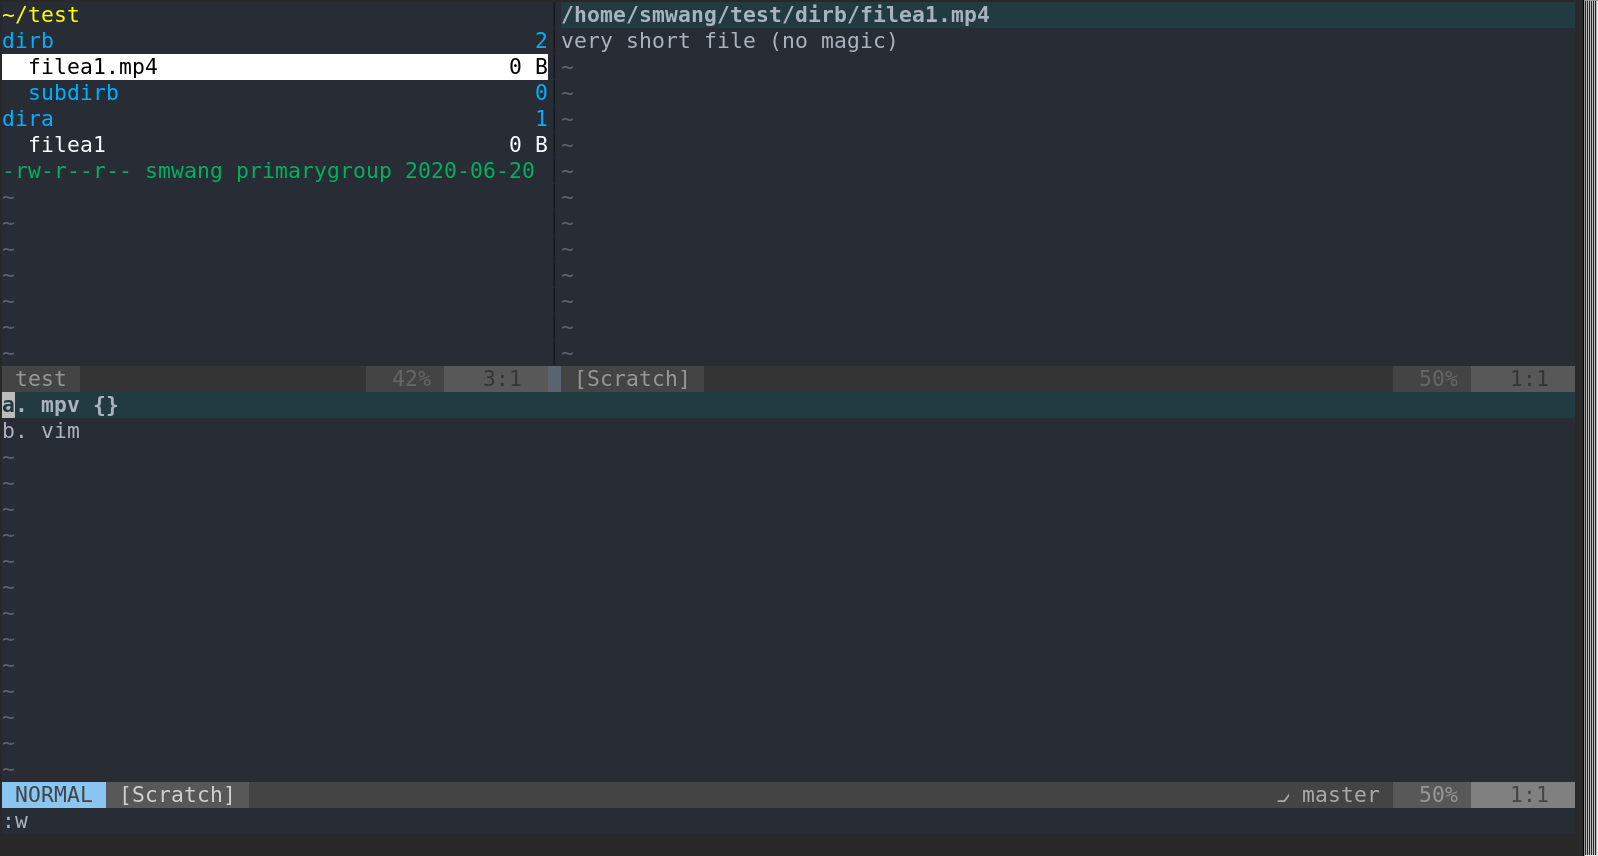 ~/test
dirb 2
filea1.mp4 0 B
subdirb 0
dira 1
filea1 0 B
-rw-r--r-- smwang primarygroup 2020-06-20
~
~
~
~
~
~
~
test 42% 3:1
/home/smwang/test/dirb/filea1.mp4
very short file (no magic)
~
~
~
~
~
~
~
~
~
~
~
~
[Scratch] 50% 1:1
a. mpv {}
b. vim
~
~
~
~
~
~
~
~
~
~
~
~
~
NORMAL [Scratch] master 50% 1:1
:w